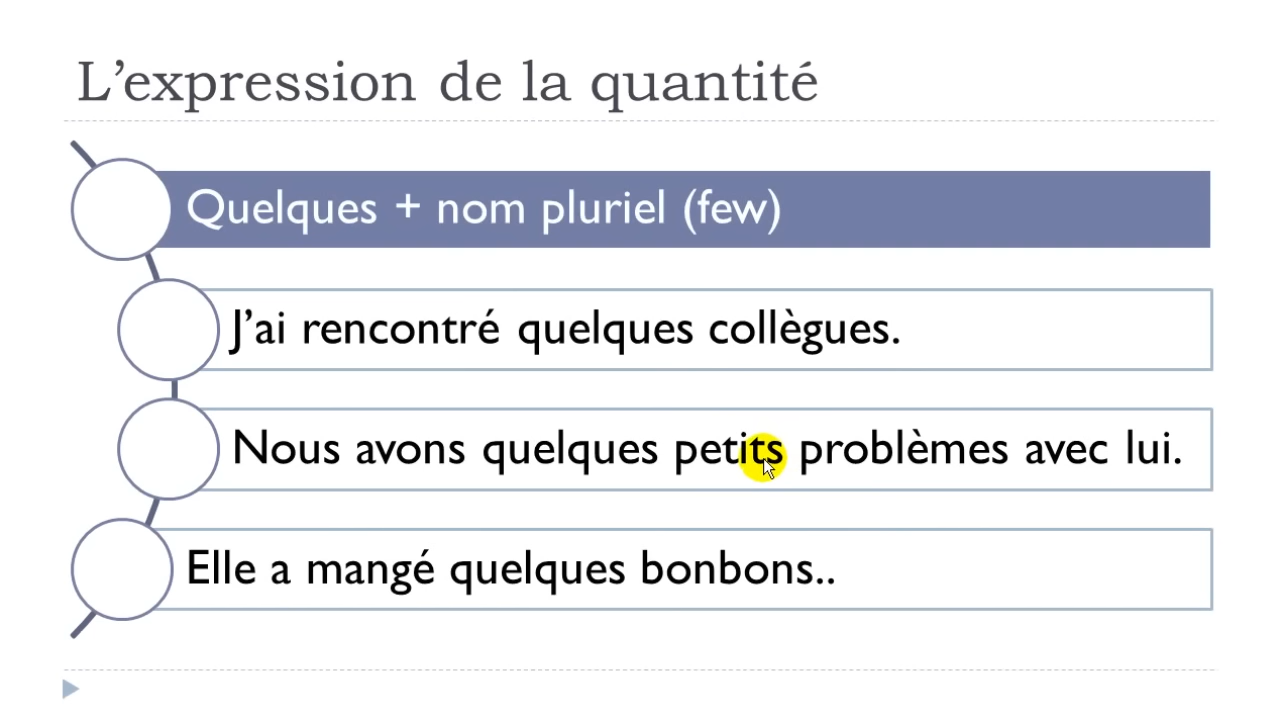 L’expression de la quantité
Quelques + nom pluriel (few)
J’ai rencontré quelques collègues.
Nous avons quelques petits problèmes avec lui.
Elle a mangé quelques bonbons..